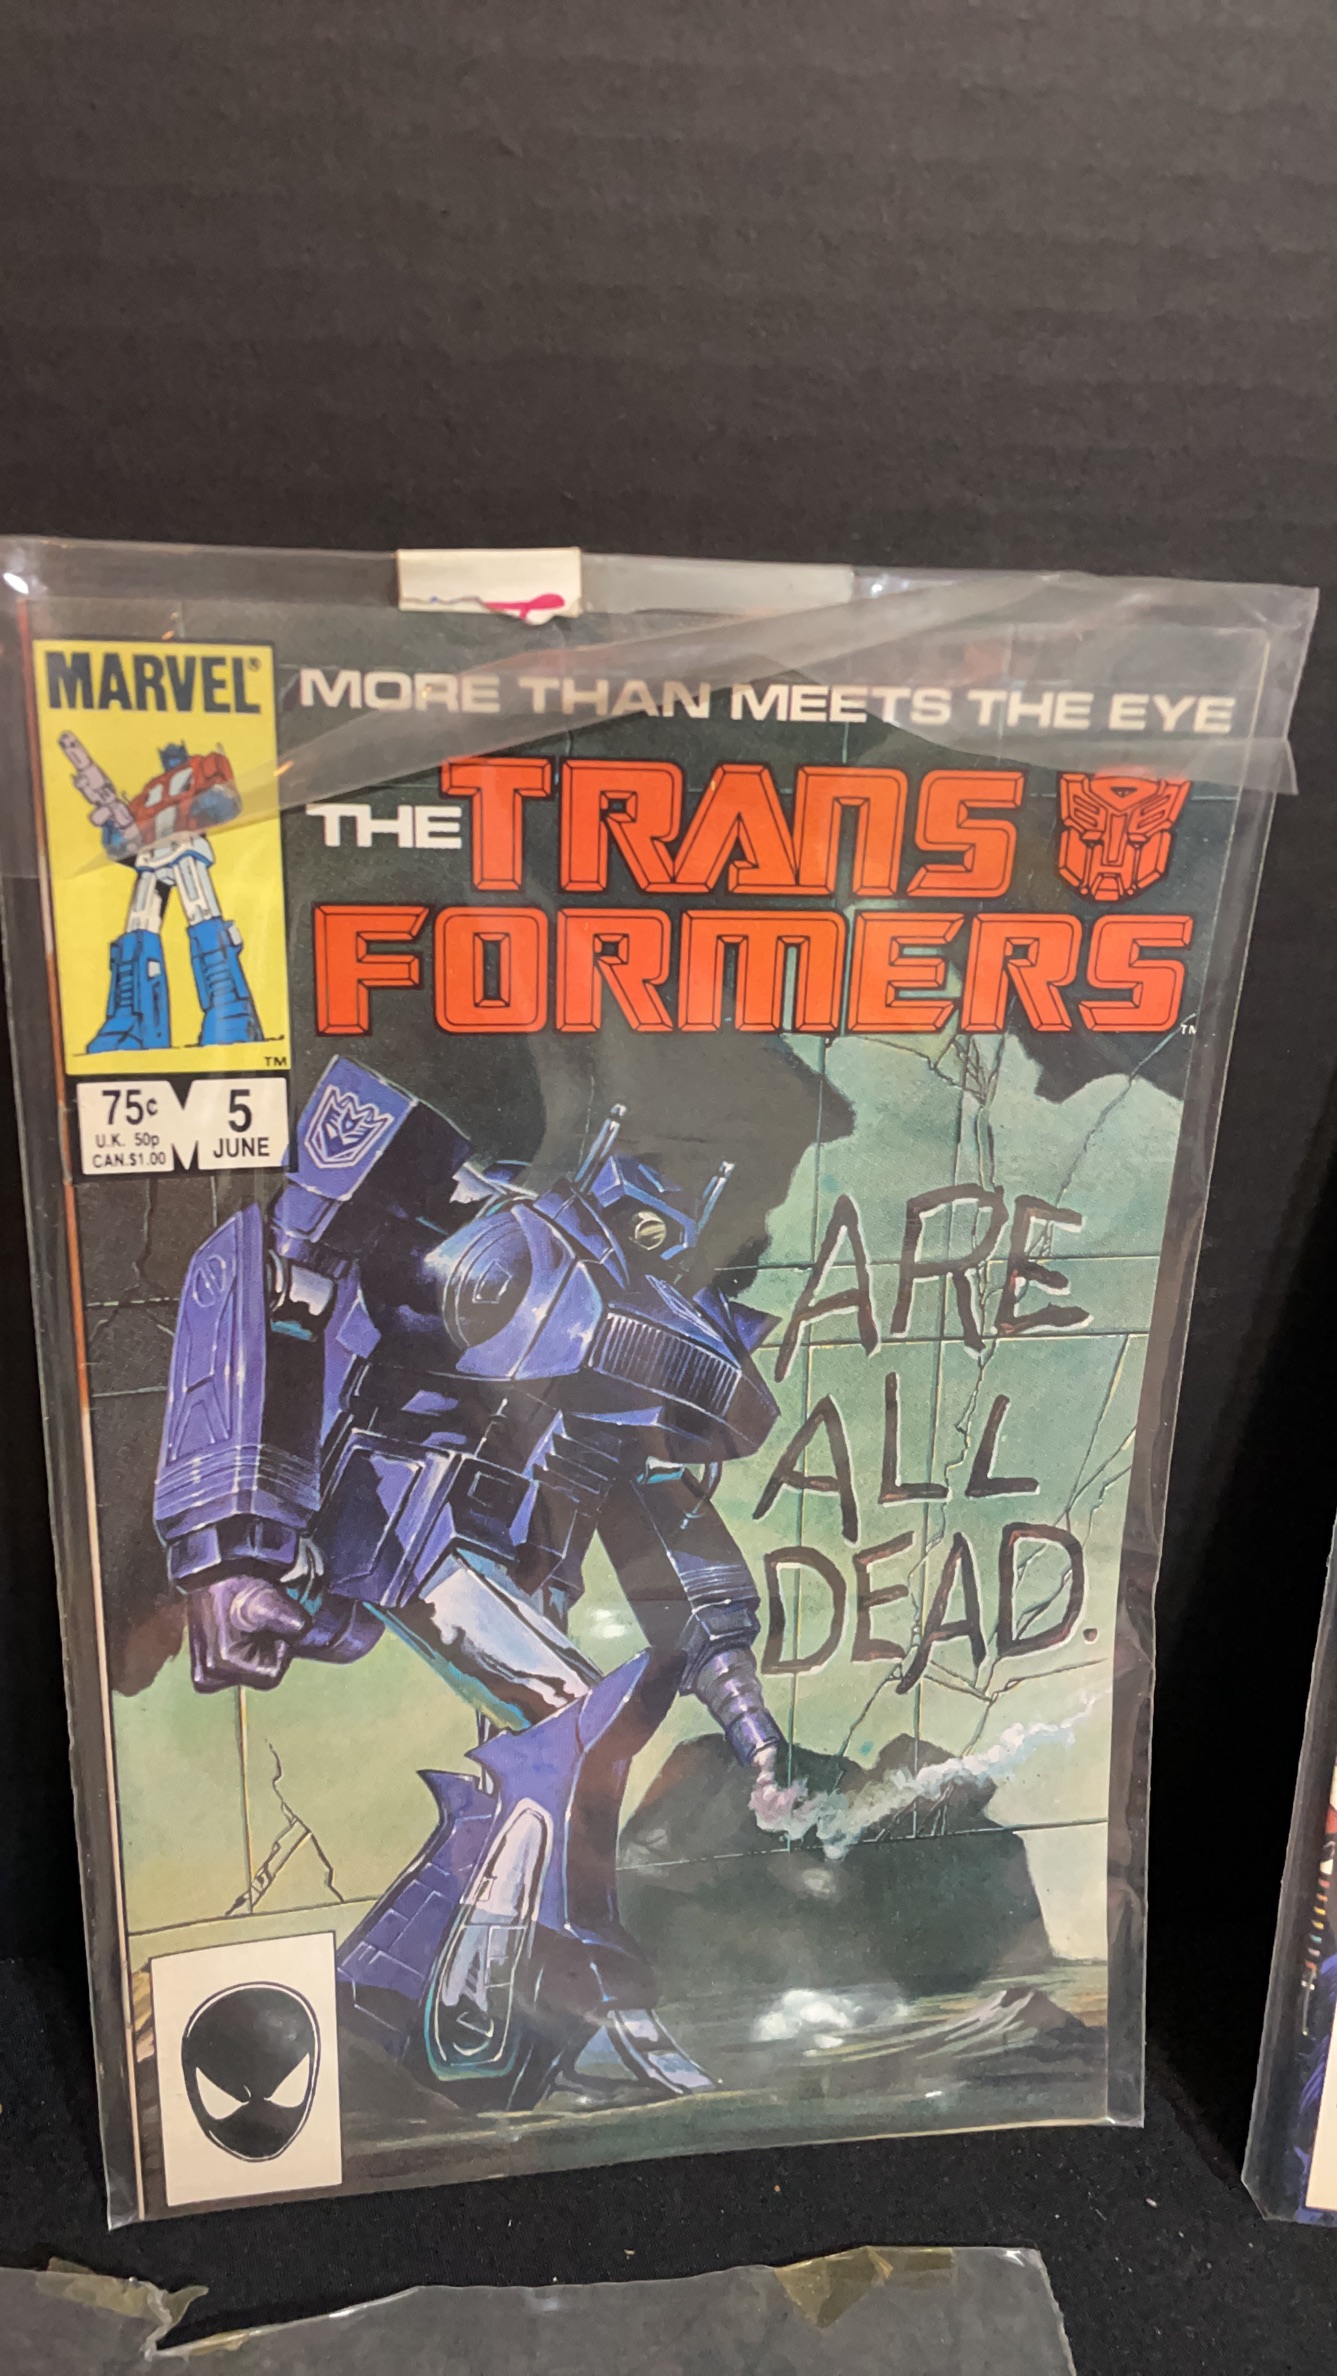 MARVEL®
MORE THAN MEETS THE EYE
THE TRANS
FORMERS
TM
TM
75¢
U.K. 50p
CAN.$1.00
5
JUNE
ARE
ALL
DEAD.